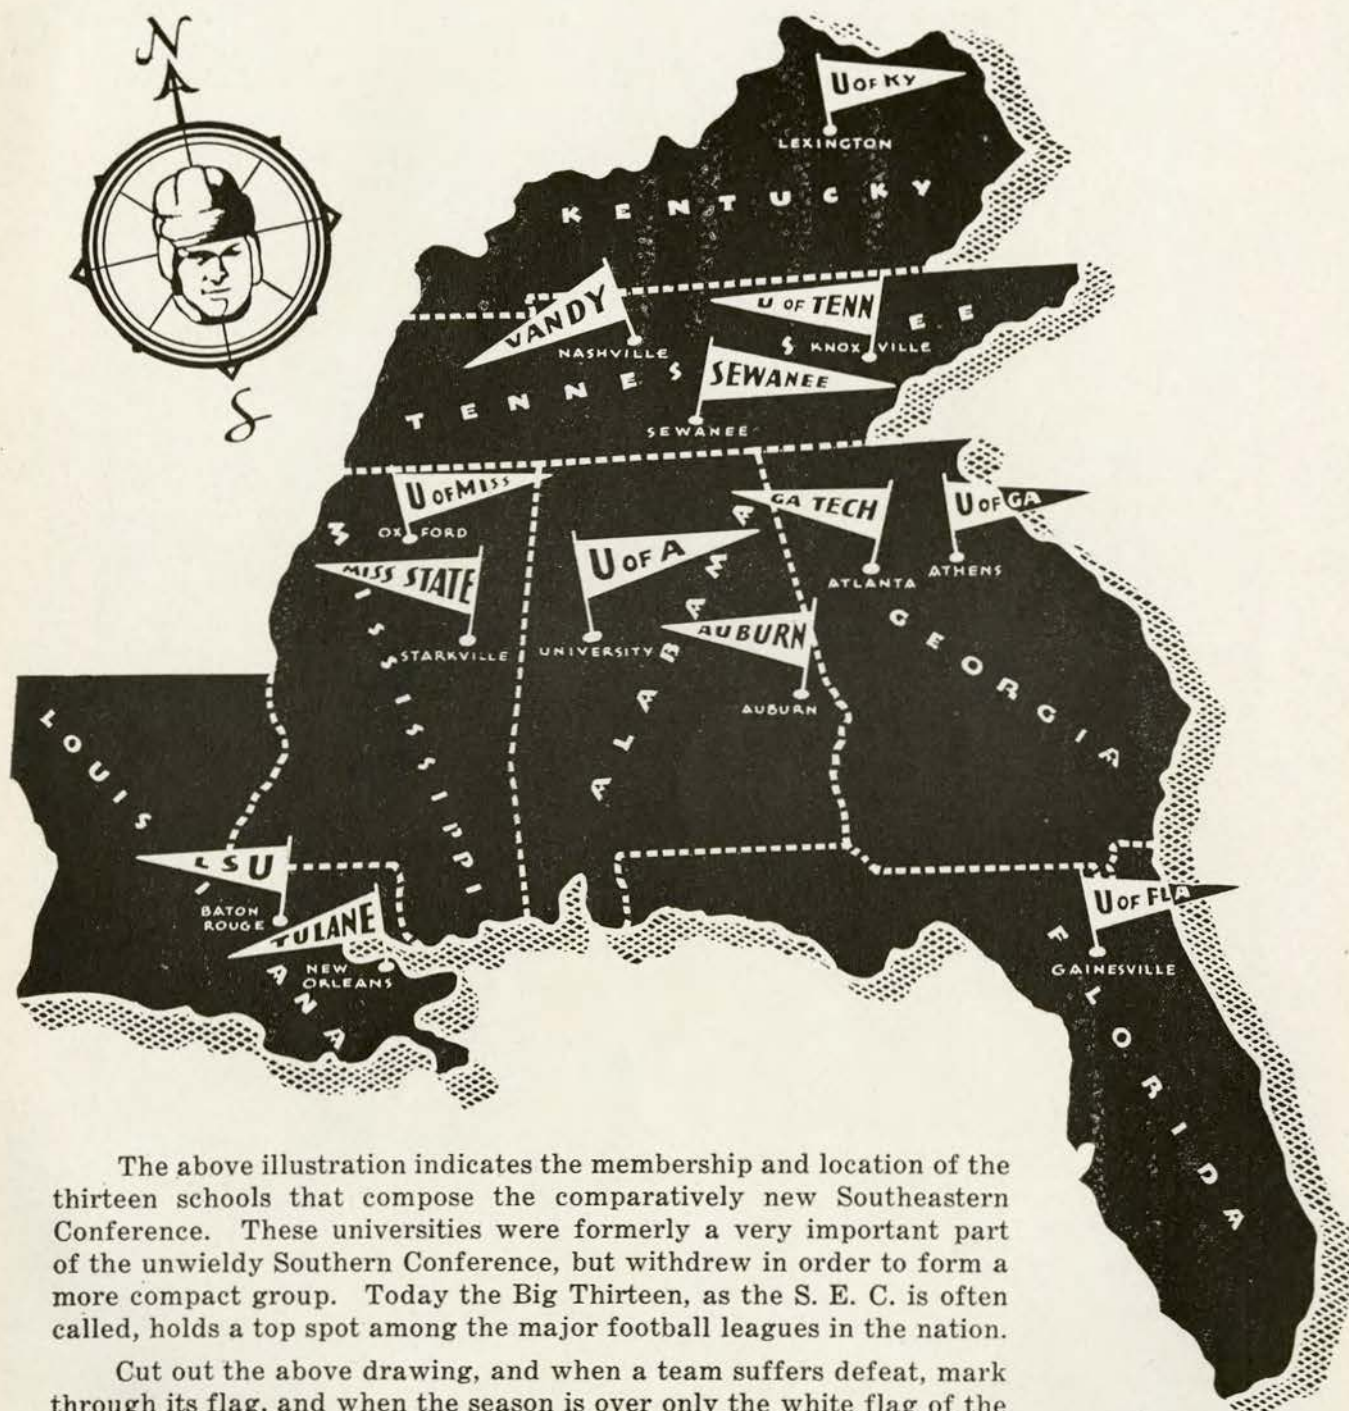 N
S
U OF KY
LEXINGTON
KENTUCKY
VANDY
NASHVILLE
U OF TENN
KNOXVILLE
SEWANEE
SEWANEE
TENNESSEE
U OF MISS
OXFORD
MISS STATE
STARKVILLE
MISSISSIPPI
U OF A
UNIVERSITY
AUBURN
AUBURN
ALABAMA
GA TECH
ATLANTA
U OF GA
ATHENS
GEORGIA
LSU
BATON
ROUGE
TULANE
NEW
ORLEANS
LOUISIANA
U OF FLA
GAINESVILLE
FLORIDA
The above illustration indicates the membership and location of the
thirteen schools that compose the comparatively new Southeastern
Conference. These universities were formerly a very important part
of the unwieldy Southern Conference, but withdrew in order to form a
more compact group. Today the Big Thirteen, as the S. E. C. is often
called, holds a top spot among the major football leagues in the nation.
Cut out the above drawing, and when a team suffers defeat, mark
through its flag, and when the season is over only the white flag of the